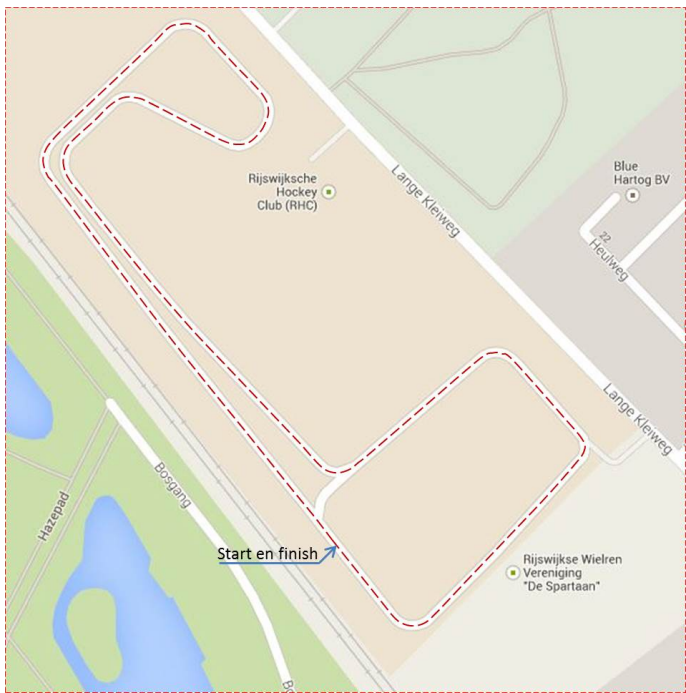 Lange Kleiweg
Blue
Hartog BV
Rijswijksche
Hockey
Club (RHC)
22
Heulweg
Lange Kleiweg
Bosgang
Hazepad
Start en finish
Rijswijkse Wielren
Vereniging
"De Spartaan"